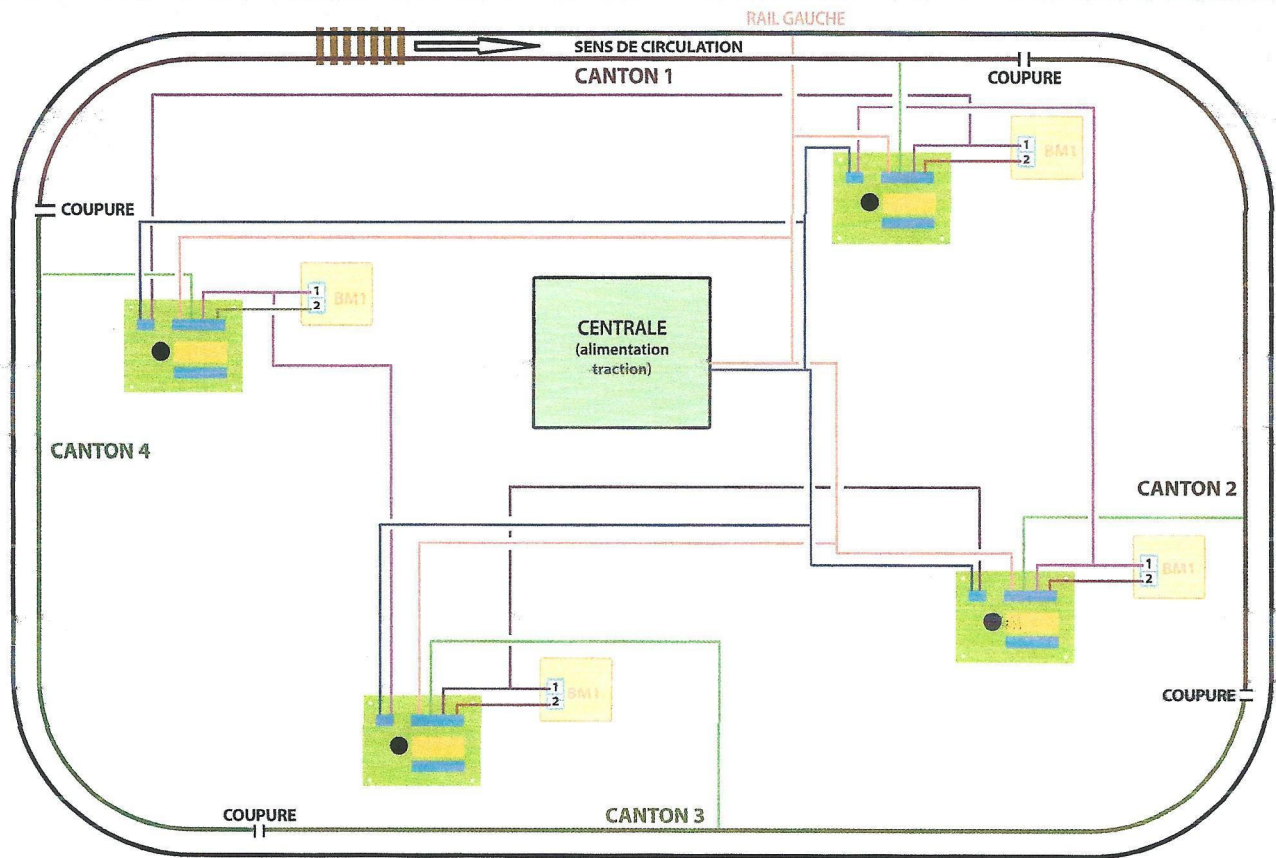 RAIL GAUCHE
SENS DE CIRCULATION
CANTON 1
COUPURE
1
2
BM1
COUPURE
1
2
BM1
CENTRALE
(alimentation
traction)
CANTON 4
CANTON 2
1
2
BM1
1
2
BM1
COUPURE
COUPURE
CANTON 3